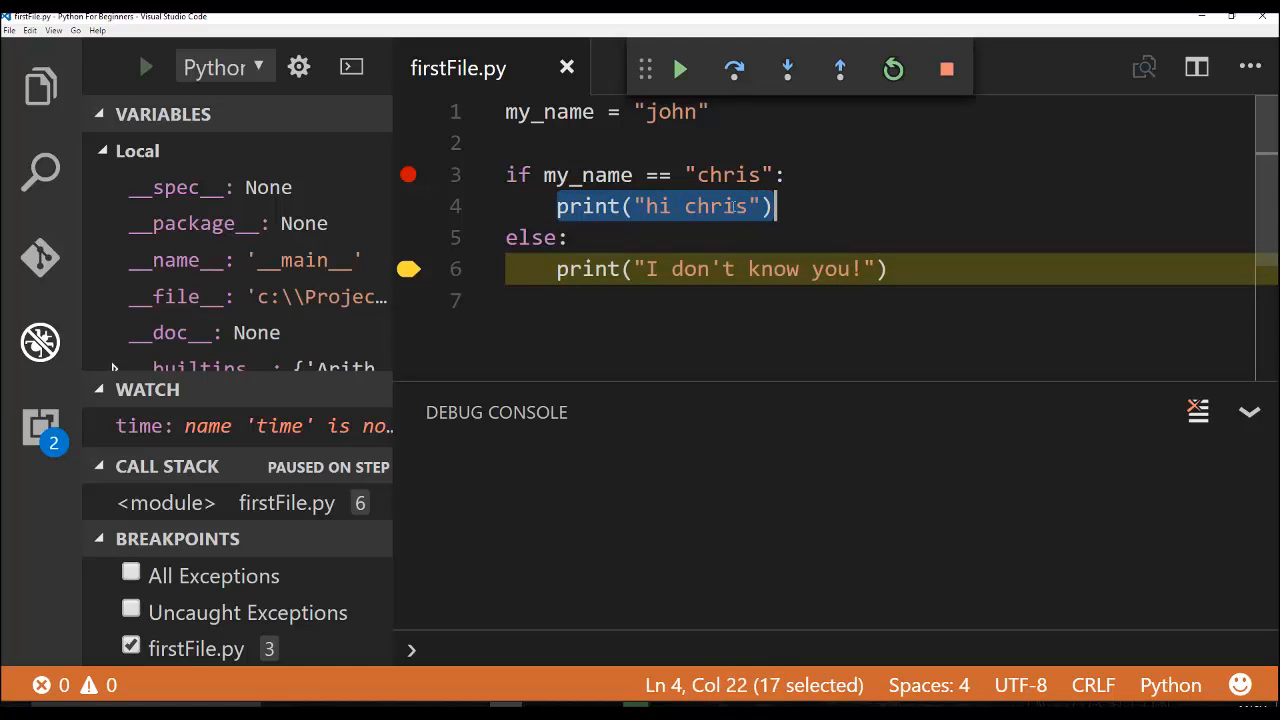 firstFile.py - Python For Beginners - Visual Studio Code
File Edit View Go Help
Python
firstFile.py
VARIABLES
Local
__spec__: None
__package__: None
__name__: '__main__'
__file__: 'c:\\Projec…
__doc__: None
__builtins__: {'Arith
WATCH
time: name 'time' is no…
CALL STACK PAUSED ON STEP
<module> firstFile.py 6
BREAKPOINTS
All Exceptions
Uncaught Exceptions
firstFile.py 3
2
1 my_name = "john"
2
3 if my_name == "chris":
4 print("hi chris")
5 else:
6 print("I don't know you!")
7
DEBUG CONSOLE
0 0 Ln 4, Col 22 (17 selected) Spaces: 4 UTF-8 CRLF Python